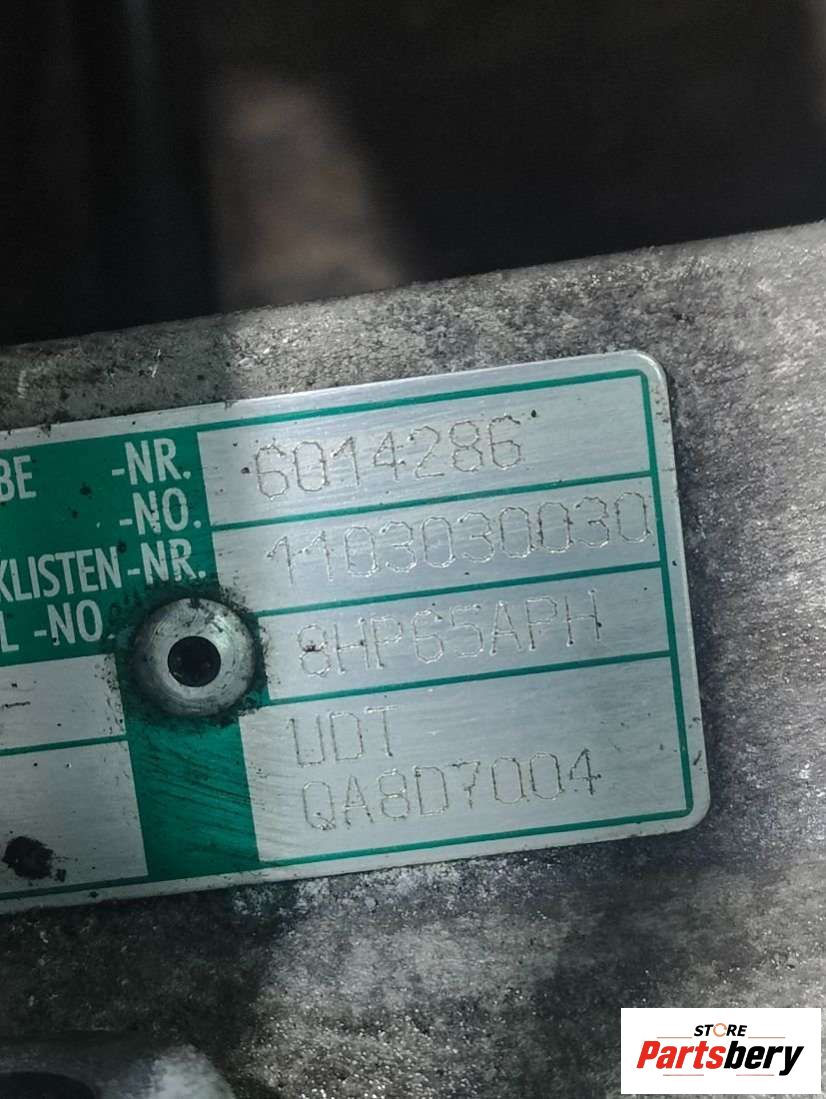 BE -NR. 6014286
-NO.
KLISTEN-NR. 1103030030
L -NO
8HP65APH
UDT
QA8D7004
STORE
Partsbery